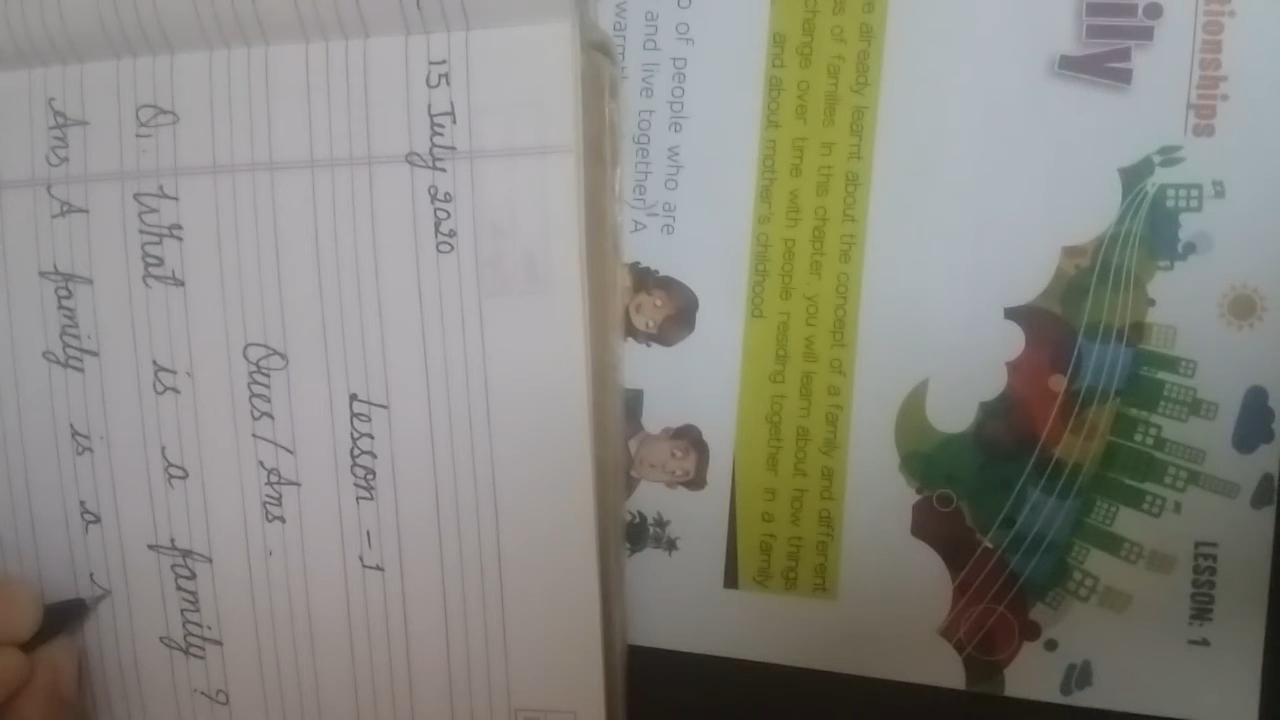 tionships
LESSON: 1
ily
e already learnt about the concept of a family and different
s of families. In this chapter, you will learn about how things
change over time with people residing together in a family
and about mother's childhood
of people who are
and live together). A
15 July 2020
Lesson - 1
Ques/Ans.
Q1. What is a family?
Ans A family is a